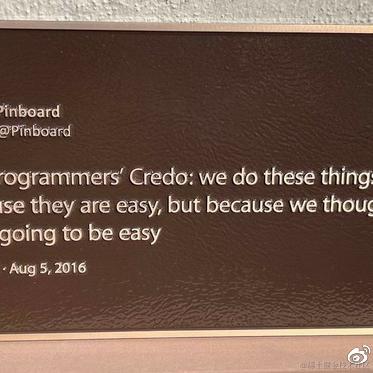 Pinboard
@Pinboard
rogrammers' Credo: we do these things
use they are easy, but because we thoug
going to be easy
· Aug 5, 2016